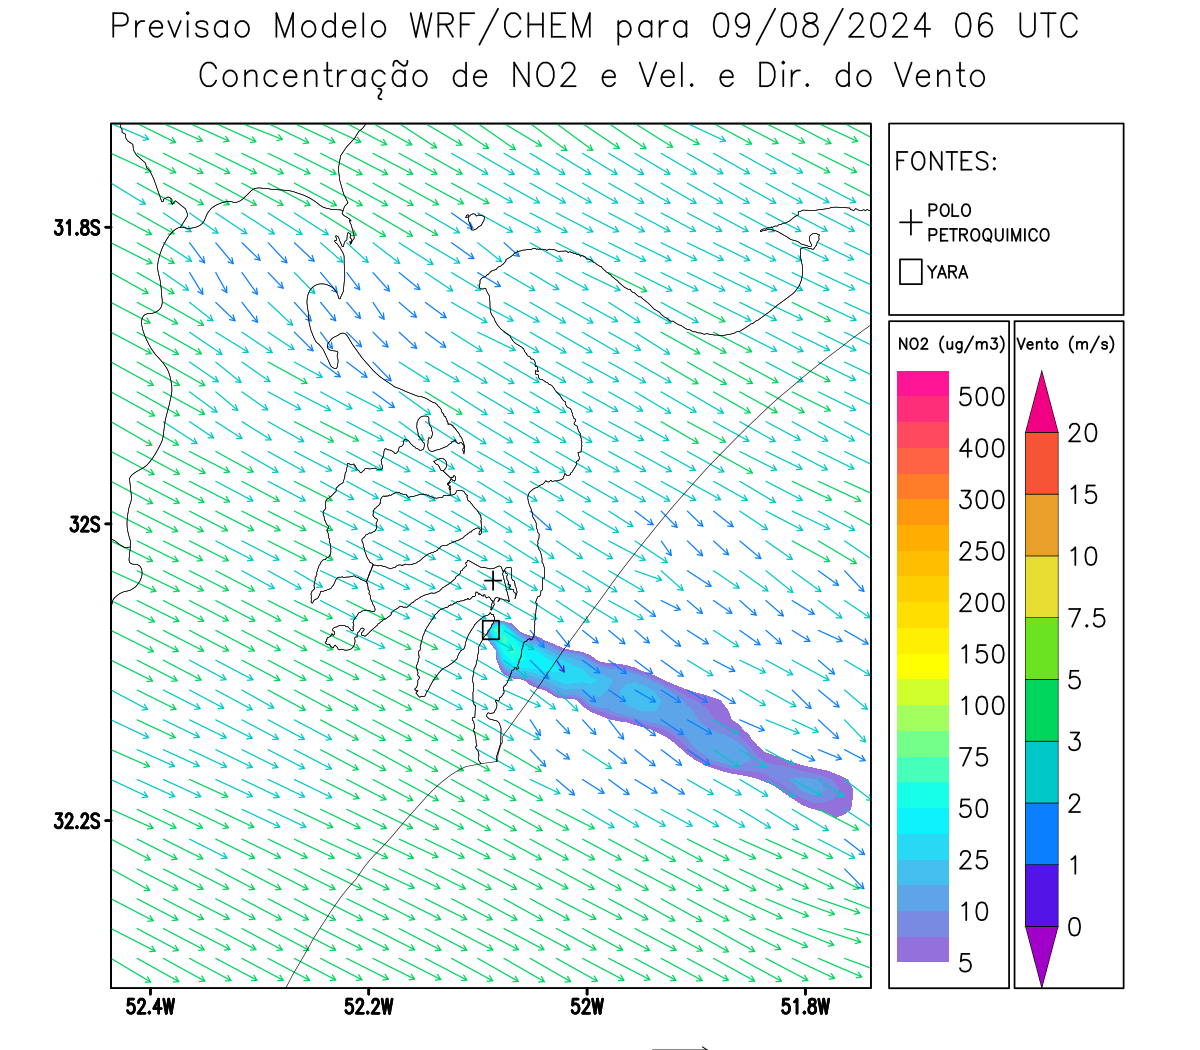 Previsao Modelo WRF/CHEM para 09/08/2024 06 UTC
Concentração de NO2 e Vel. e Dir. do Vento
FONTES:
POLO
PETROQUIMICO
YARA
NO2 (ug/m3)
500
400
300
250
200
150
100
75
50
25
10
5
Vento (m/s)
20
15
10
7.5
5
3
2
1
0
31.8S
32S
32.2S
52.4W
52.2W
52W
51.8W